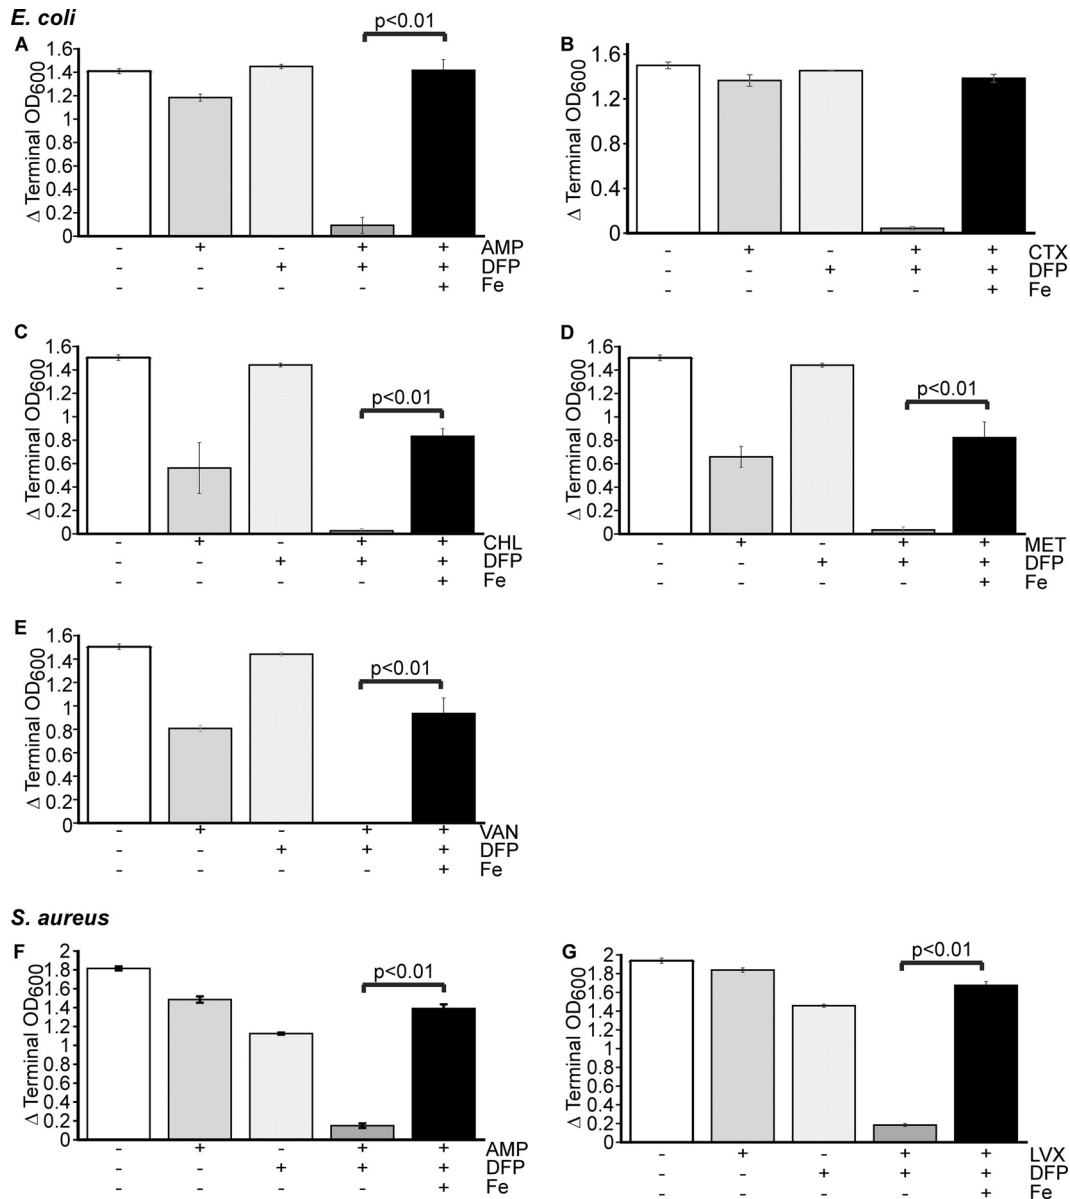 E. coli
A
p<0.01
Δ Terminal OD600
1.6
1.4
1.2
1
0.8
0.6
0.4
0.2
0
- + - + + AMP
- - + + + DFP
- - - - + Fe
B
Δ Terminal OD600
1.6
1.2
0.8
0.4
0
- + - + + CTX
- - + + + DFP
- - - - + Fe
C
p<0.01
Δ Terminal OD600
1.6
1.4
1.2
1
0.8
0.6
0.4
0.2
0
- + - + + CHL
- - + + + DFP
- - - - + Fe
D
p<0.01
Δ Terminal OD600
1.6
1.4
1.2
1
0.8
0.6
0.4
0.2
0
- + - + + MET
- - + + + DFP
- - - - + Fe
E
p<0.01
Δ Terminal OD600
1.6
1.4
1.2
1
0.8
0.6
0.4
0.2
0
- + - + + VAN
- - + + + DFP
- - - - + Fe
S. aureus
F
p<0.01
Δ Terminal OD600
2
1.8
1.6
1.4
1.2
1
0.8
0.6
0.4
0.2
0
- + - + + AMP
- - + + + DFP
- - - - + Fe
G
p<0.01
Δ Terminal OD600
2
1.8
1.6
1.4
1.2
1
0.8
0.6
0.4
0.2
0
- + - + + LVX
- - + + + DFP
- - - - + Fe